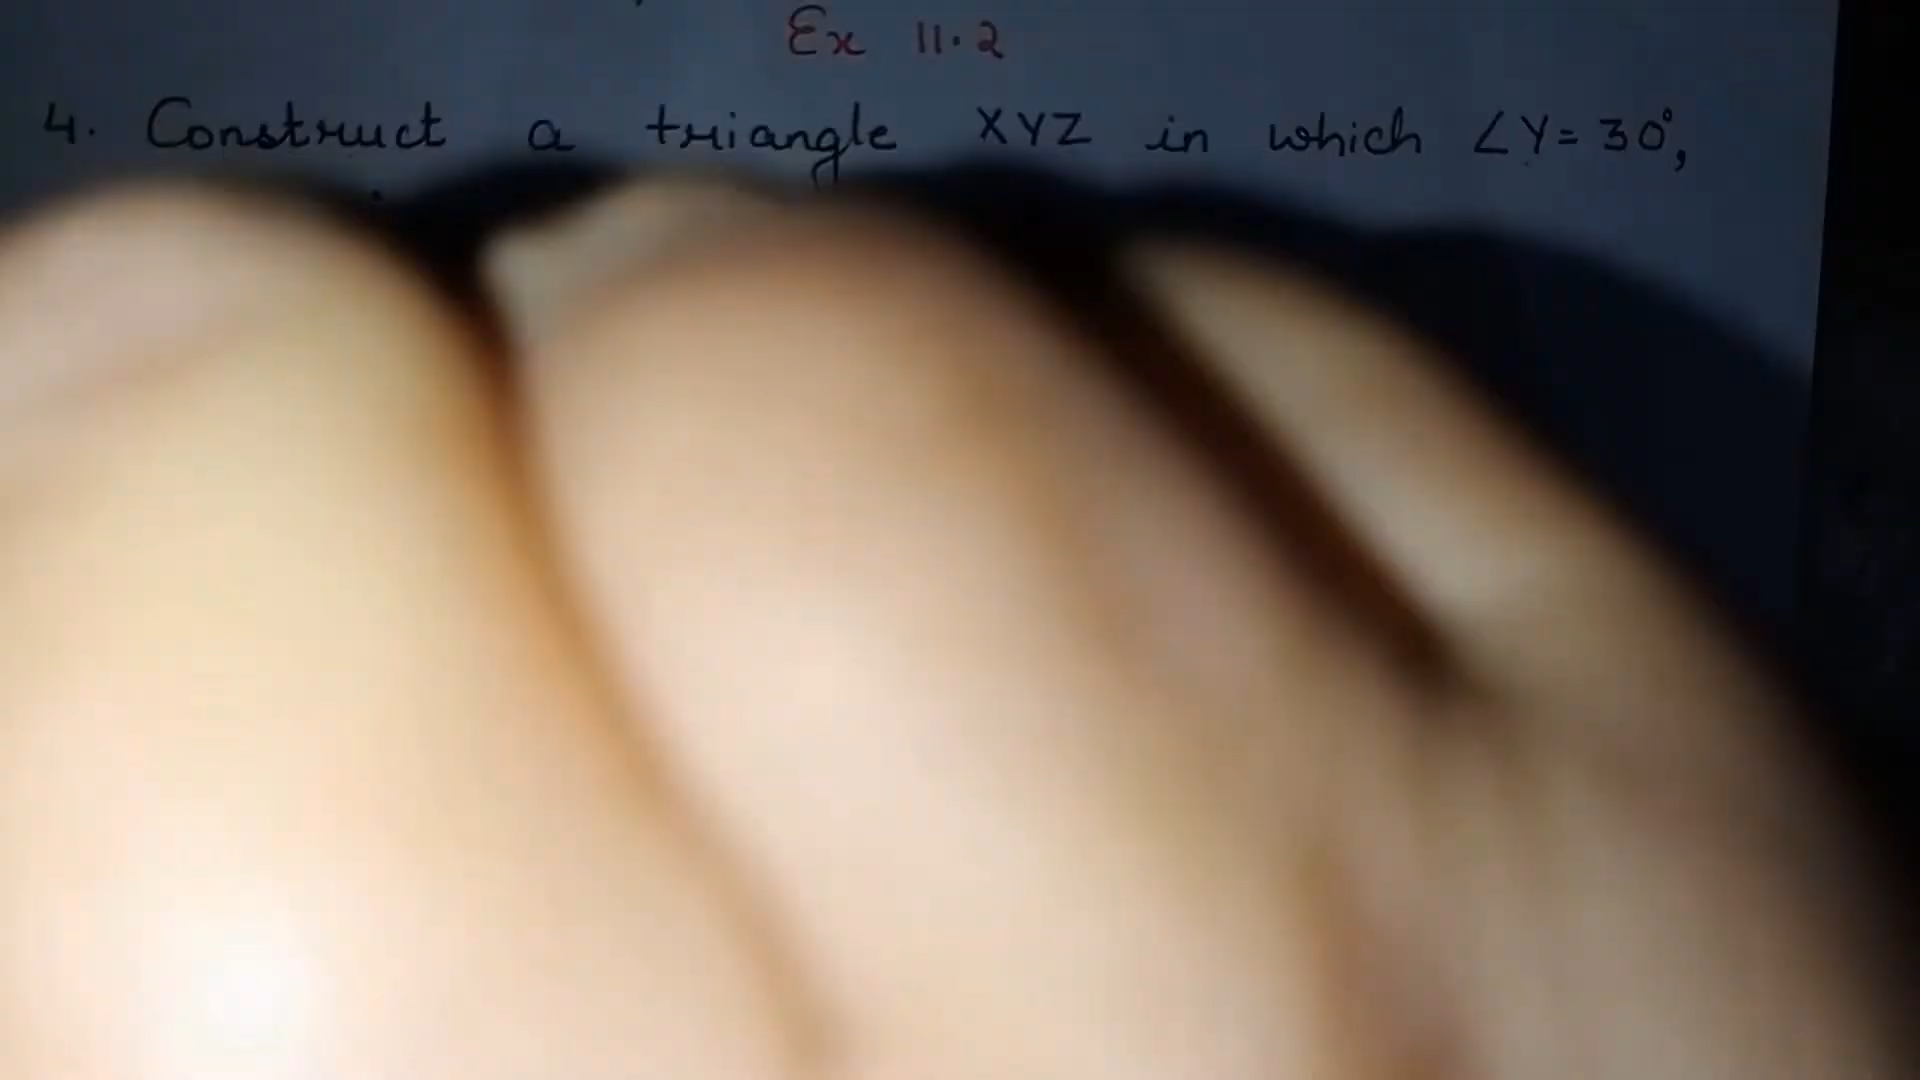 Ex 11.2
4. Construct a triangle XYZ in which ∠Y = 30°,